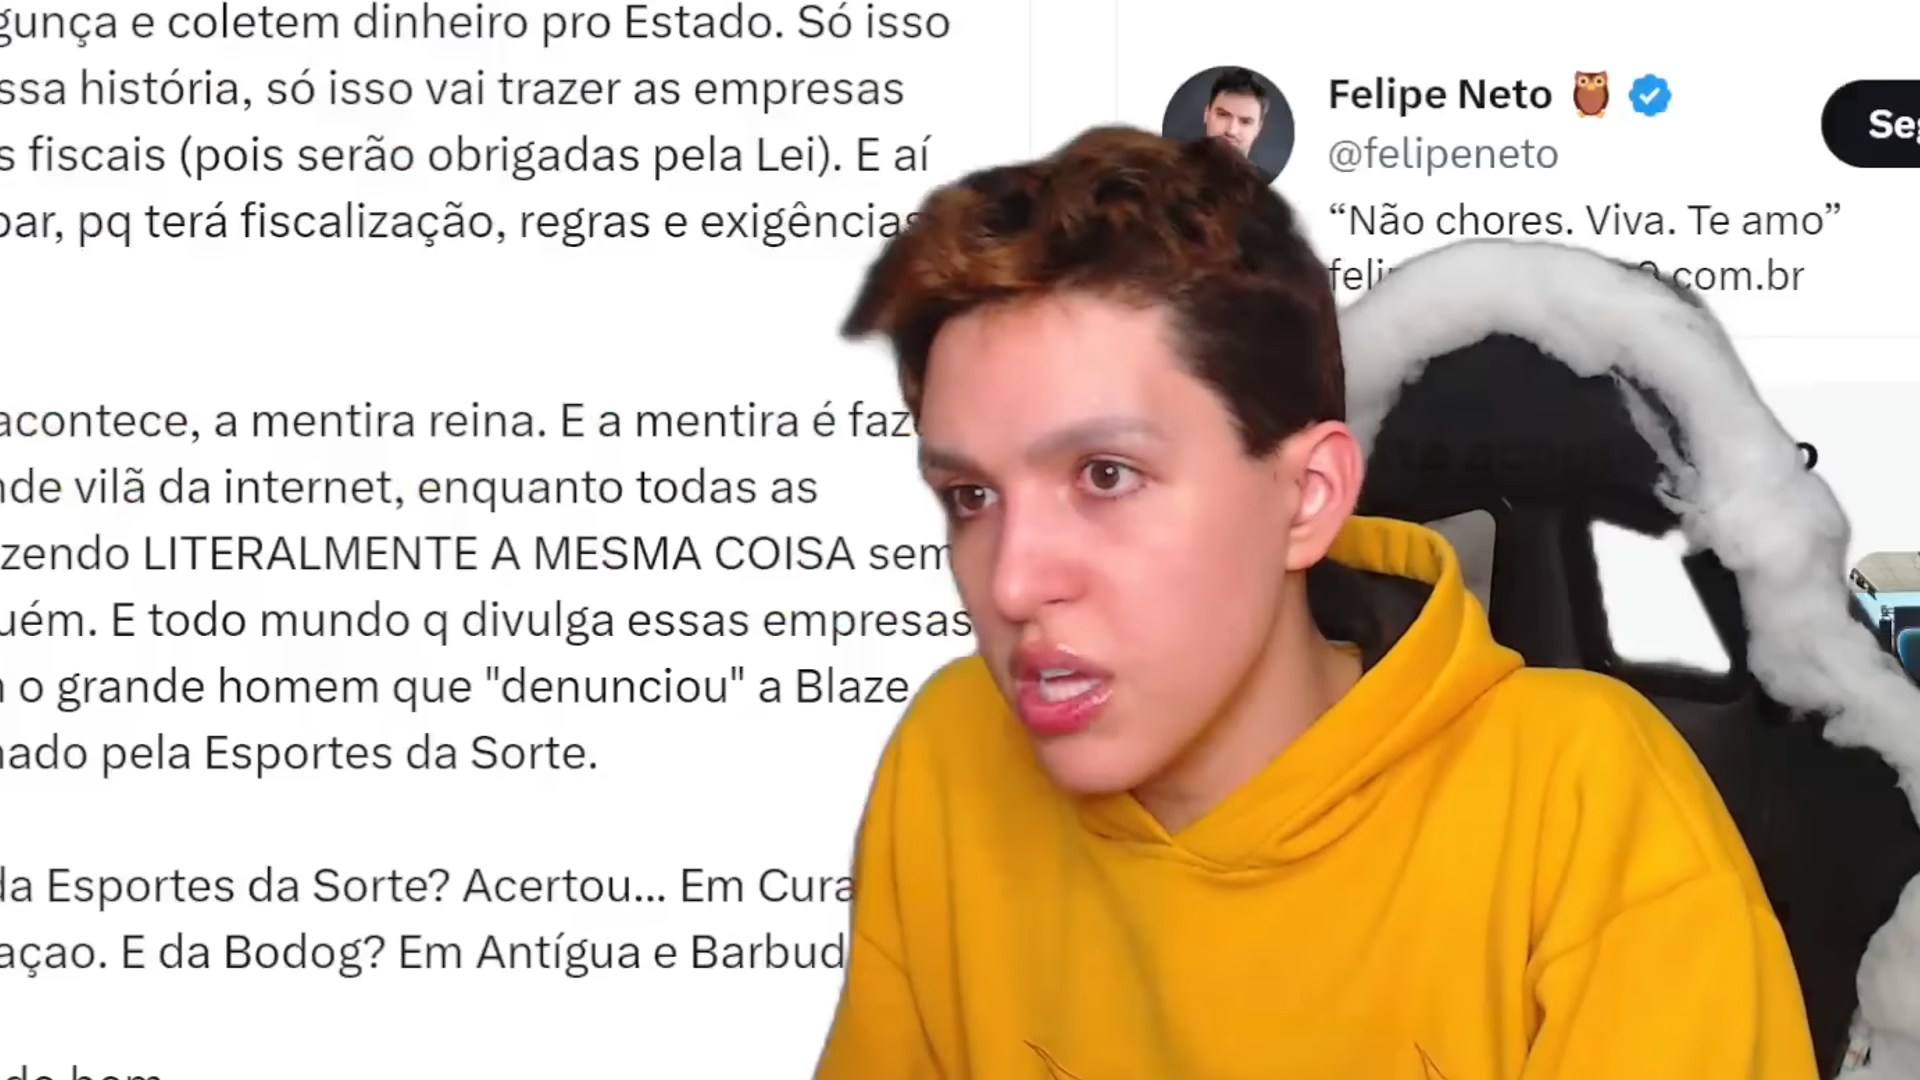 gunça e coletem dinheiro pro Estado. Só isso
ssa história, só isso vai trazer as empresas
s fiscais (pois serão obrigadas pela Lei). E aí
par, pq terá fiscalização, regras e exigências
acontece, a mentira reina. E a mentira é faz
nde vilã da internet, enquanto todas as
zendo LITERALMENTE A MESMA COISA sem
uém. E todo mundo q divulga essas empresas
o grande homem que "denunciou" a Blaze
nado pela Esportes da Sorte.
da Esportes da Sorte? Acertou... Em Cura
açao. E da Bodog? Em Antígua e Barbud
Felipe Neto 🦉
Seg
@felipeneto
“Não chores. Viva. Te amo”
com.br